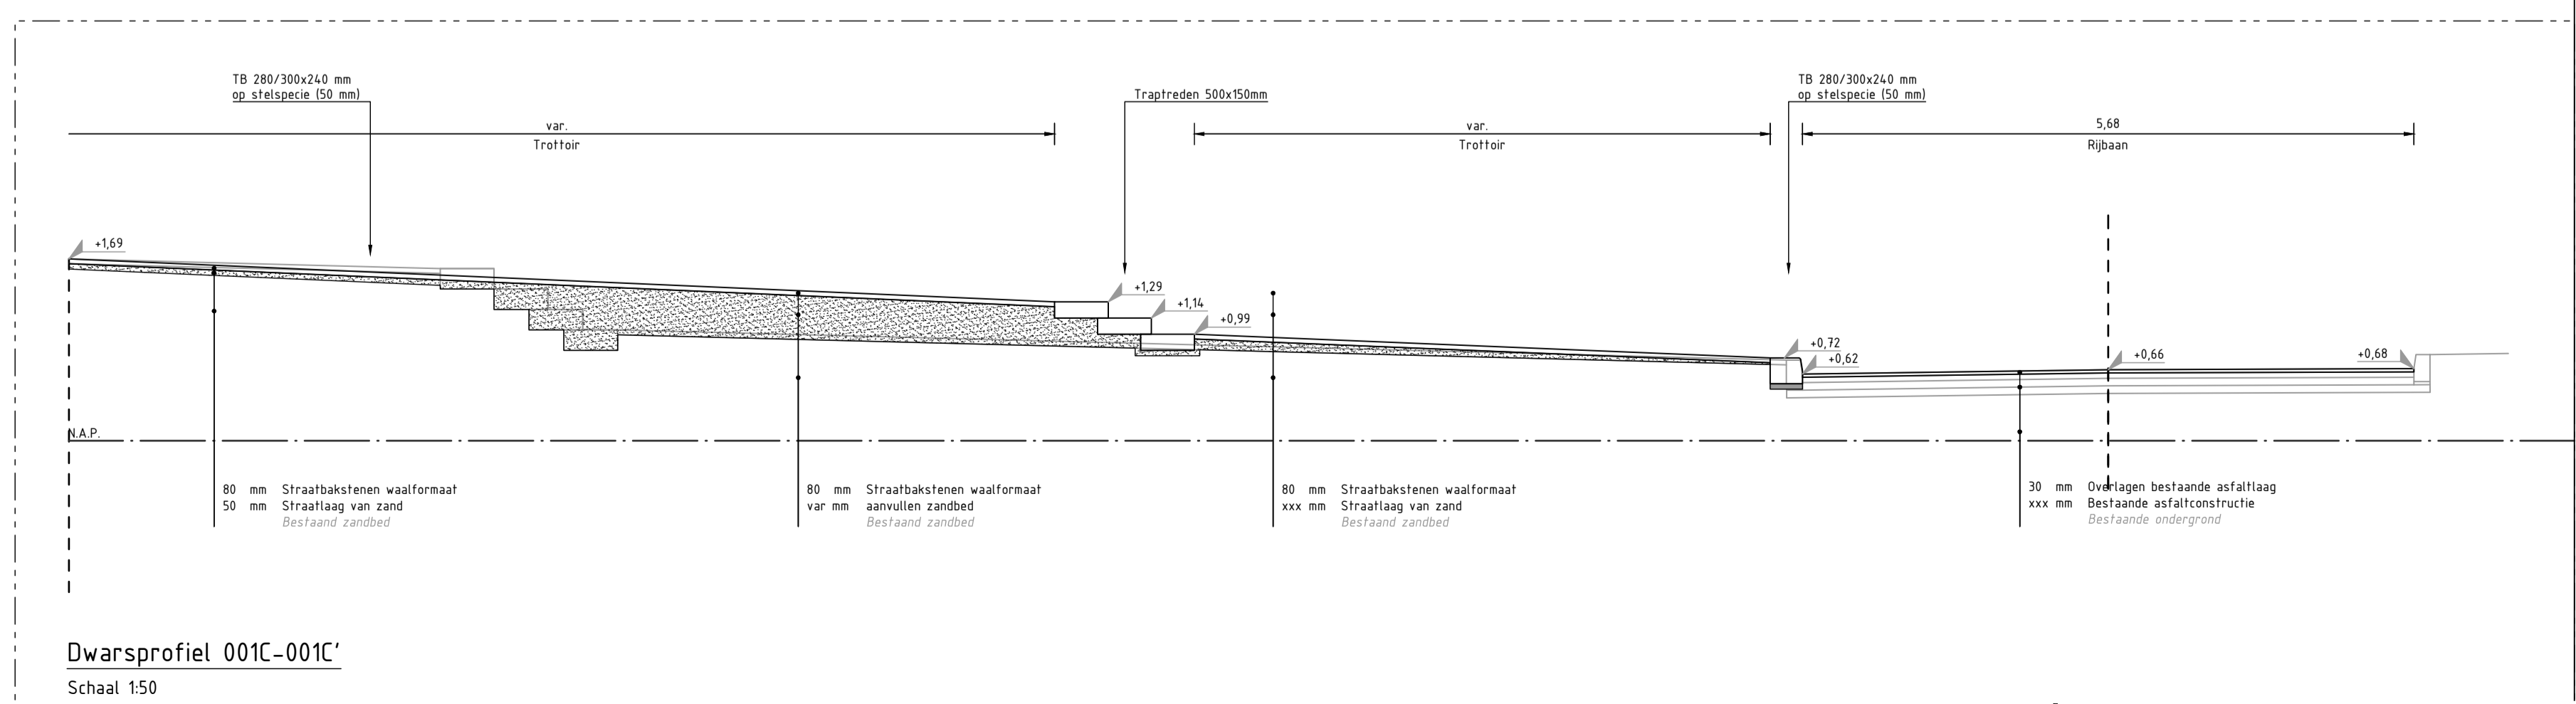 TB 280/300x240 mm
op stelspecie (50 mm)
Traptreden 500x150mm
TB 280/300x240 mm
op stelspecie (50 mm)
var.
Trottoir
var.
Trottoir
5,68
Rijbaan
+1,69
+1,29
+1,14
+0,99
+0,72
+0,62
+0,66
+0,68
N.A.P.
80 mm Straatbakstenen waalformaat
50 mm Straatlaag van zand
Bestaand zandbed
80 mm Straatbakstenen waalformaat
var mm aanvullen zandbed
Bestaand zandbed
80 mm Straatbakstenen waalformaat
xxx mm Straatlaag van zand
Bestaand zandbed
30 mm Overlagen bestaande asfaltlaag
xxx mm Bestaande asfaltconstructie
Bestaande ondergrond
Dwarsprofiel 001C-001C'
Schaal 1:50